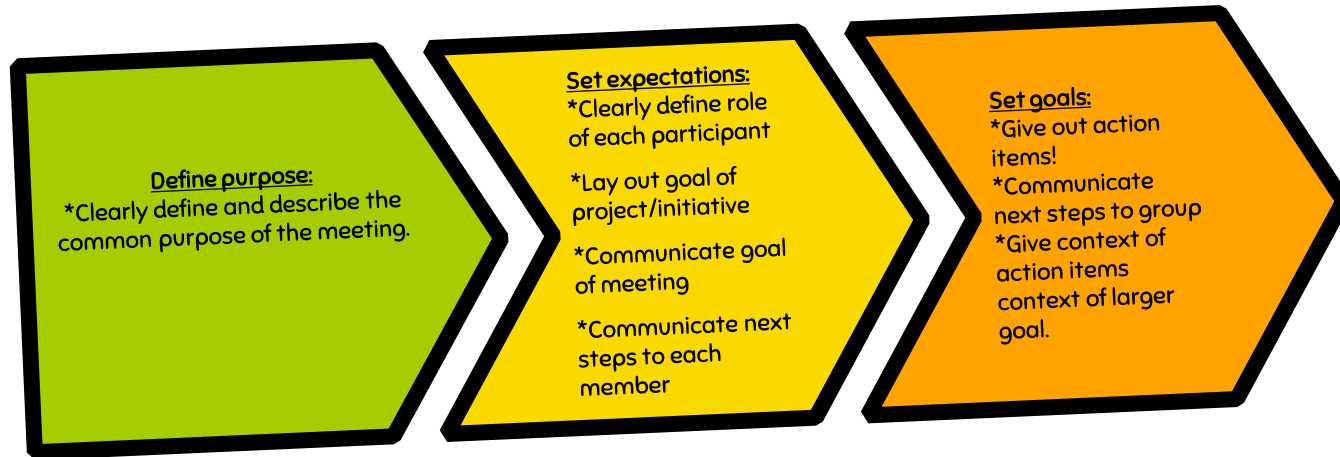 Define purpose:
*Clearly define and describe the
common purpose of the meeting.
Set expectations:
*Clearly define role
of each participant
*Lay out goal of
project/initiative
*Communicate goal
of meeting
*Communicate next
steps to each
member
Set goals:
*Give out action
items!
*Communicate
next steps to group
*Give context of
action items
context of larger
goal.